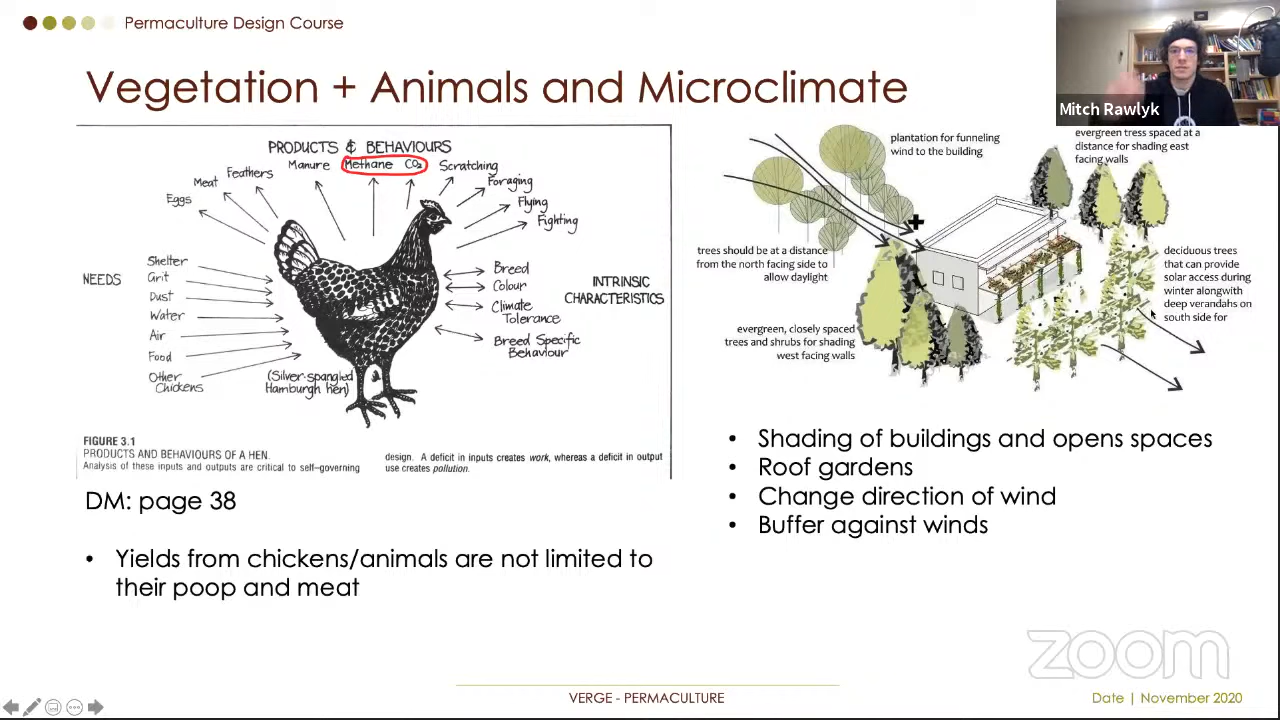 Permaculture Design Course
Mitch Rawlyk
Vegetation + Animals and Microclimate
PRODUCTS & BEHAVIOURS
Eggs
Meat
Feathers
Manure
Methane
CO2
Scratching
Foraging
Flying
Fighting
NEEDS
Shelter
Grit
Dust
Water
Air
Food
Other
Chickens
Breed
Colour
Climate
Tolerance
Breed Specific
Behaviour
INTRINSIC
CHARACTERISTICS
(Silver-spangled
Hamburgh hen)
FIGURE 3.1
PRODUCTS AND BEHAVIOURS OF A HEN.
Analysis of these inputs and outputs are critical to self-governing
design. A deficit in inputs creates work, whereas a deficit in output
use creates pollution.
DM: page 38
• Yields from chickens/animals are not limited to
their poop and meat
plantation for funneling
wind to the building
evergreen tress spaced at a
distance for shading east
facing walls
trees should be at a distance
from the north facing side to
allow daylight
deciduous trees
that can provide
solar access during
winter alongwith
deep verandahs on
south side for
evergreen, closely spaced
trees and shrubs for shading
west facing walls
• Shading of buildings and opens spaces
• Roof gardens
• Change direction of wind
• Buffer against winds
zoom
VERGE - PERMACULTURE
Date | November 2020